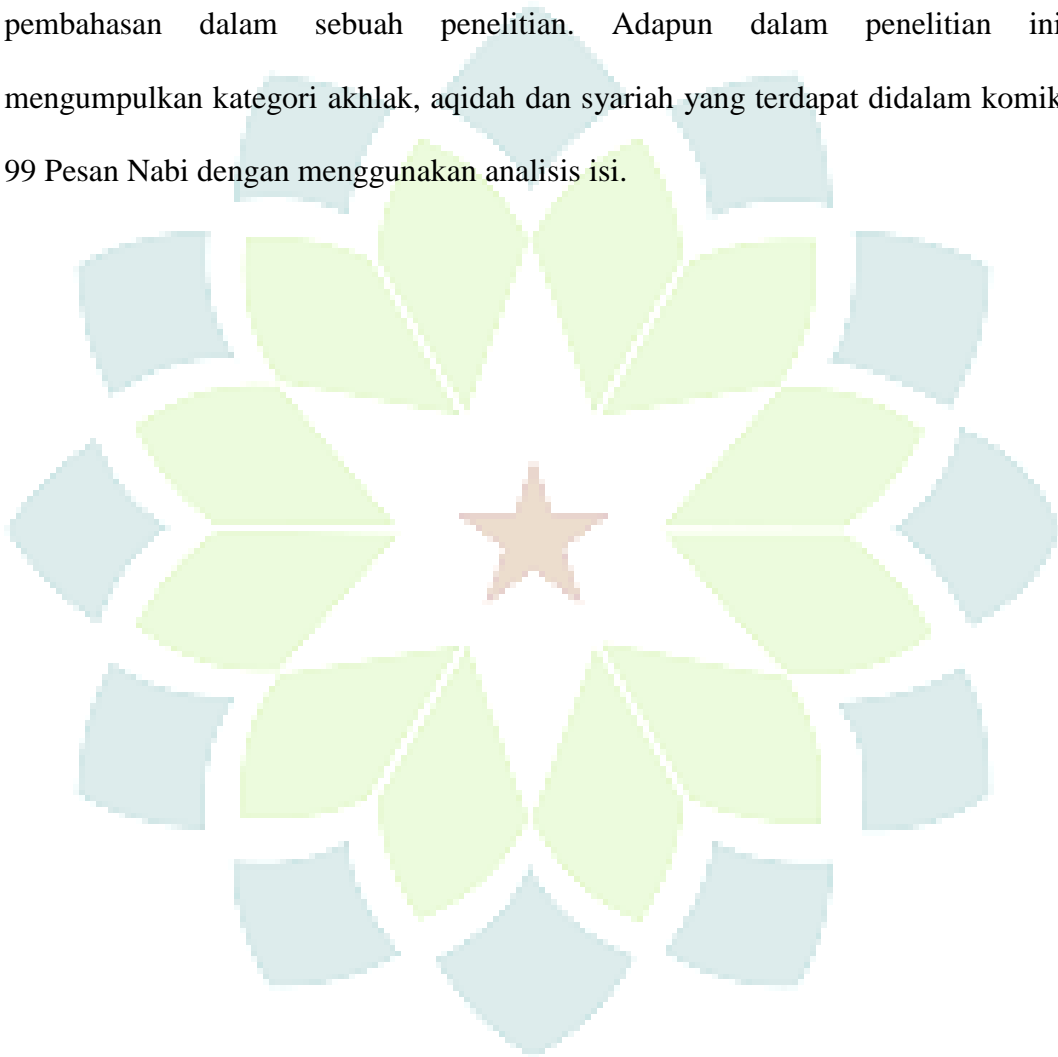 pembahasan dalam sebuah penelitian. Adapun dalam penelitian ini
mengumpulkan kategori akhlak, aqidah dan syariah yang terdapat didalam komik
99 Pesan Nabi dengan menggunakan analisis isi.